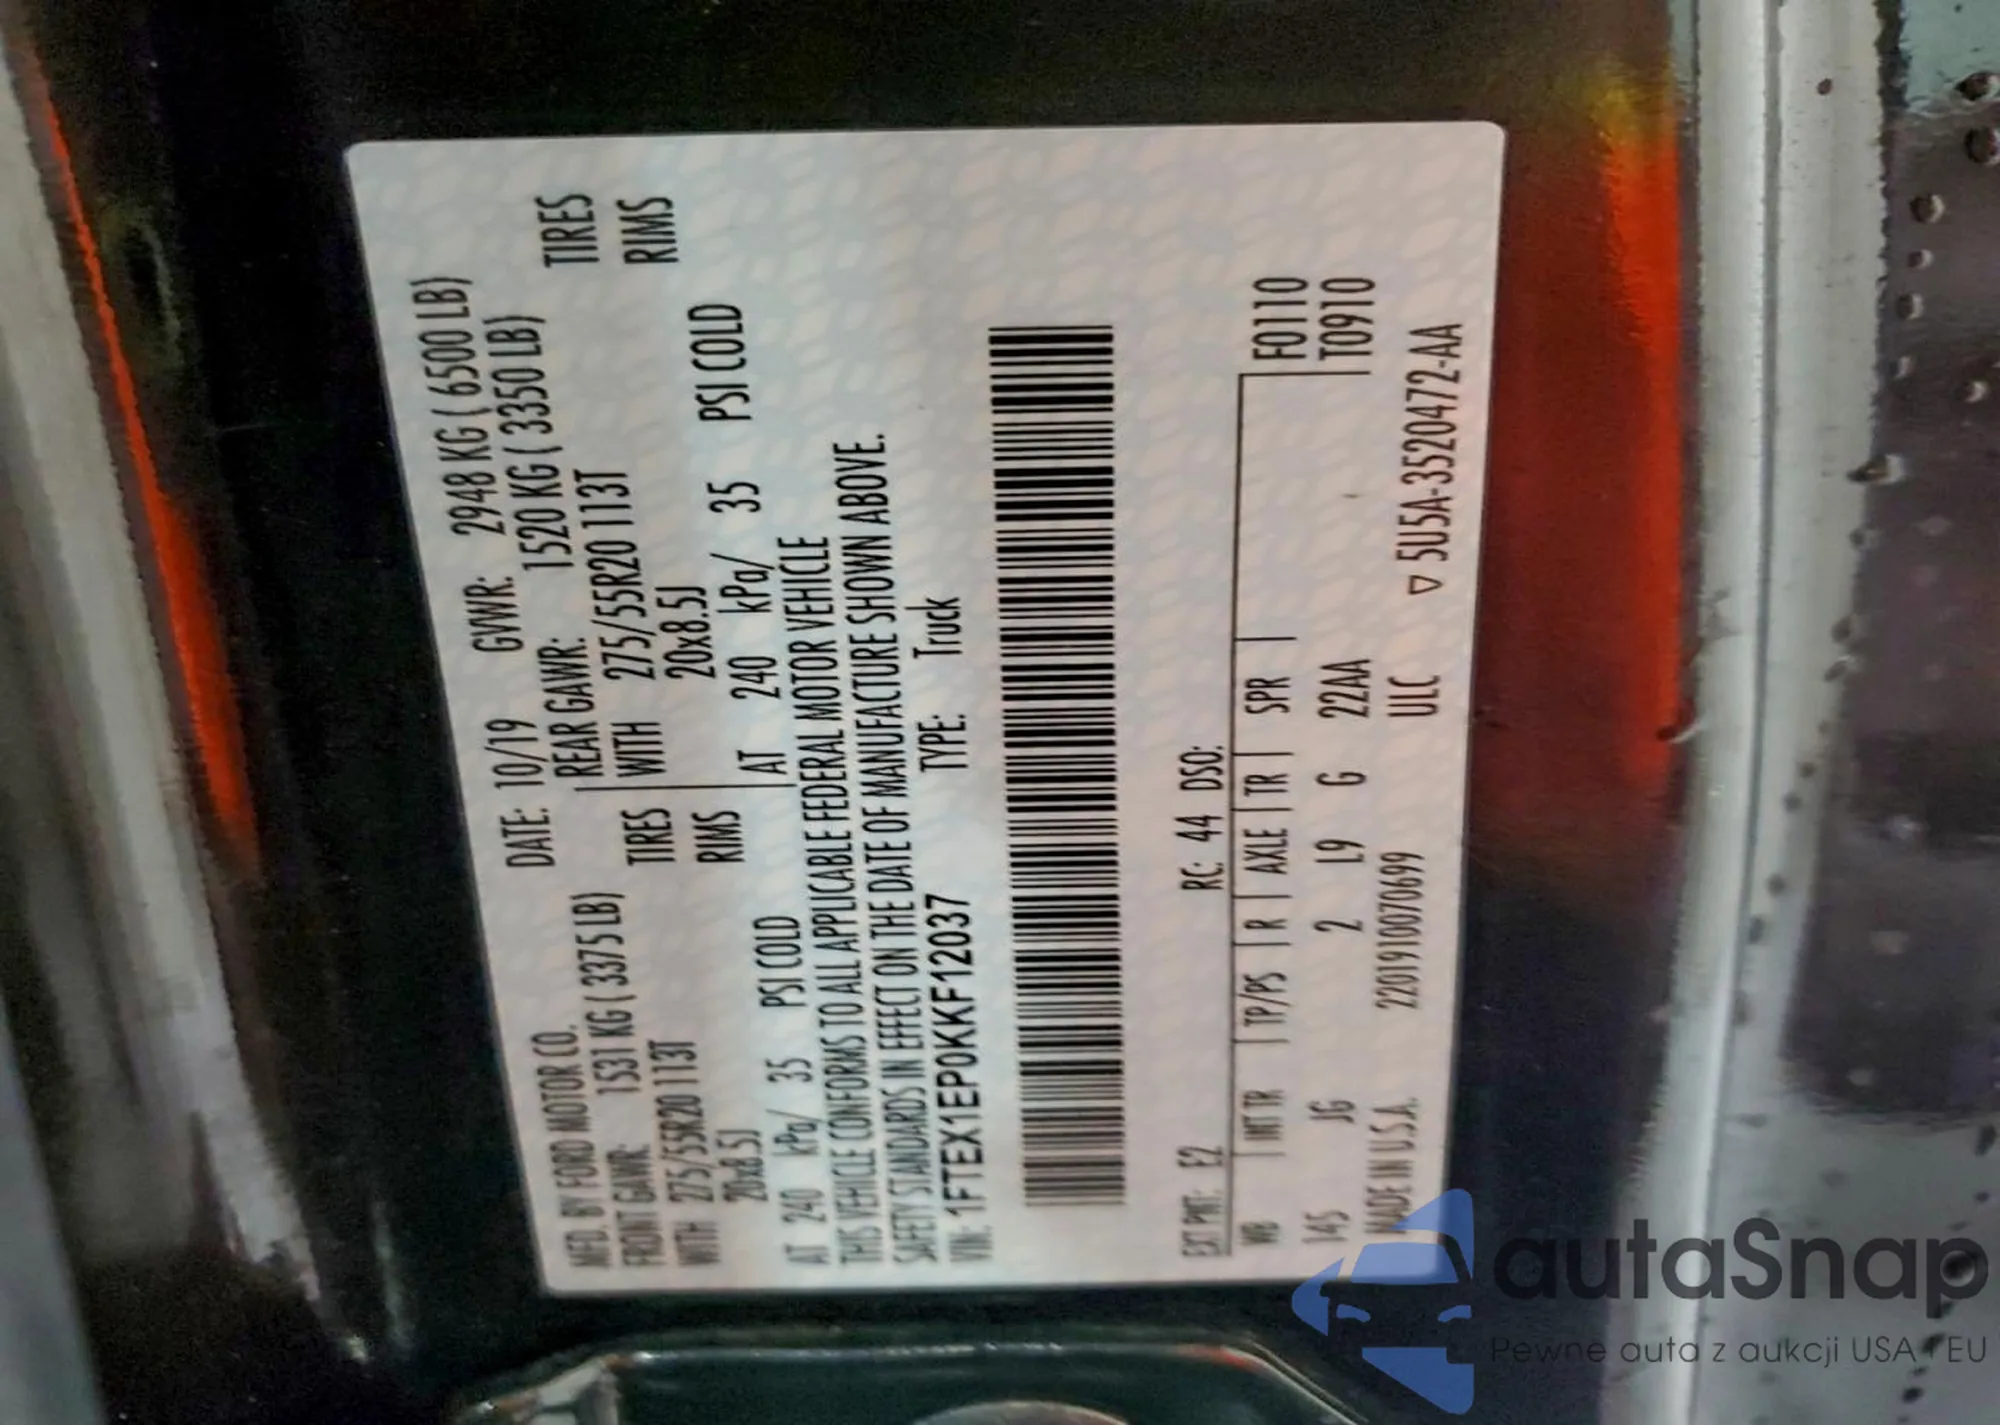 MFD. BY FORD MOTOR CO. DATE: 10/19 GVWR: 2948 KG ( 6500 LB)
FRONT GAWR: 1531 KG ( 3375 LB) REAR GAWR: 1520 KG ( 3350 LB)
WITH 275/55R20 113T TIRES WITH 275/55R20 113T TIRES
20x8.5J RIMS 20x8.5J RIMS
AT 240 kPa/ 35 PSI COLD AT 240 kPa/ 35 PSI COLD
THIS VEHICLE CONFORMS TO ALL APPLICABLE FEDERAL MOTOR VEHICLE
SAFETY STANDARDS IN EFFECT ON THE DATE OF MANUFACTURE SHOWN ABOVE.
VIN: 1FTEX1EP0KKF12037 TYPE: Truck
EXT PNT: E2 RC: 44 DSO:
WB INT TR TP/PS R AXLE TR SPR F0110
145 JG 2 L9 G 22AA T0910
MADE IN U.S.A. 220191007 0699 ULC ▽ 5U5A-3520472-AA
autaSnap
Pewne auta z aukcji USA i EU